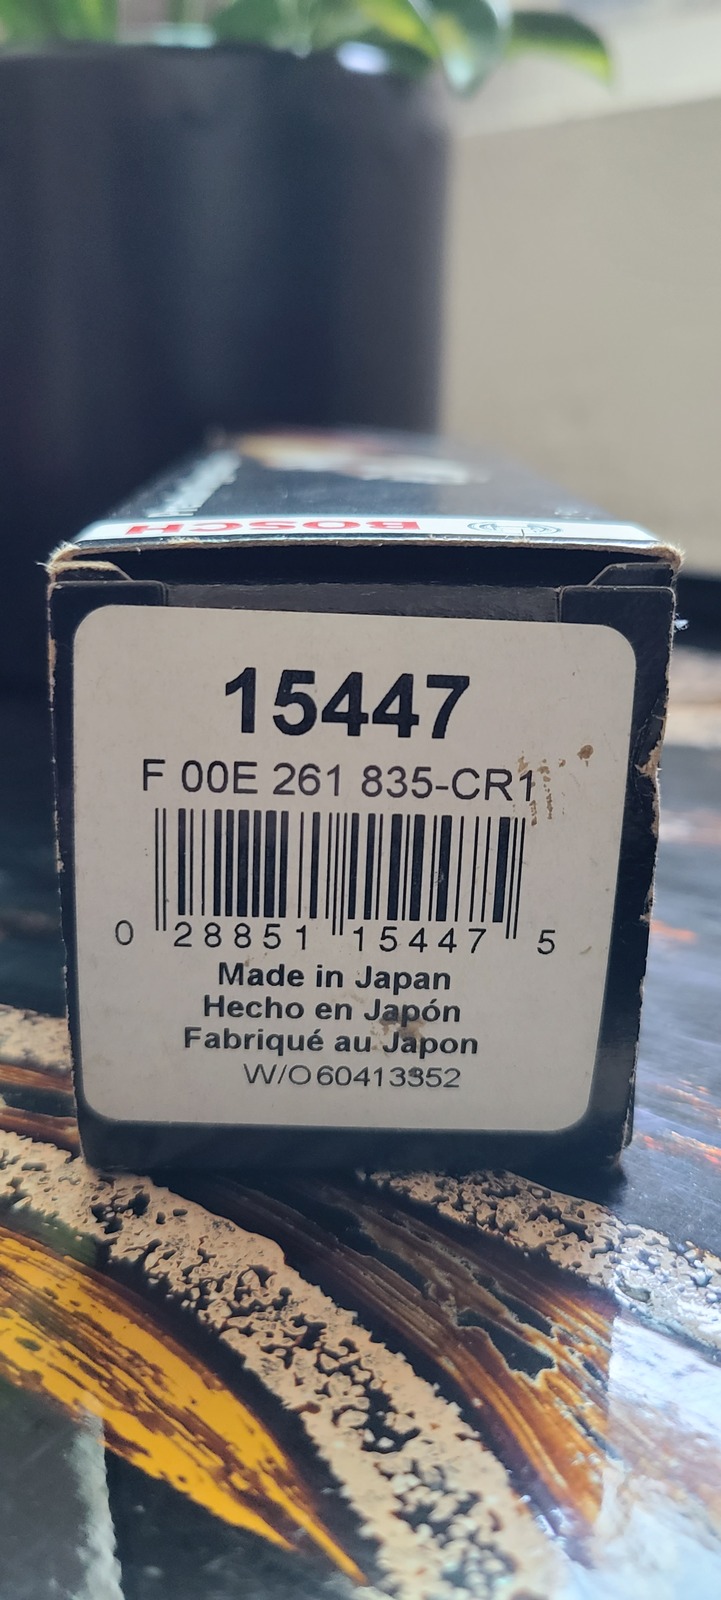 BOSCH
15447
F 00E 261 835-CR1
0 28851 15447 5
Made in Japan
Hecho en Japón
Fabriqué au Japon
W/O60413352